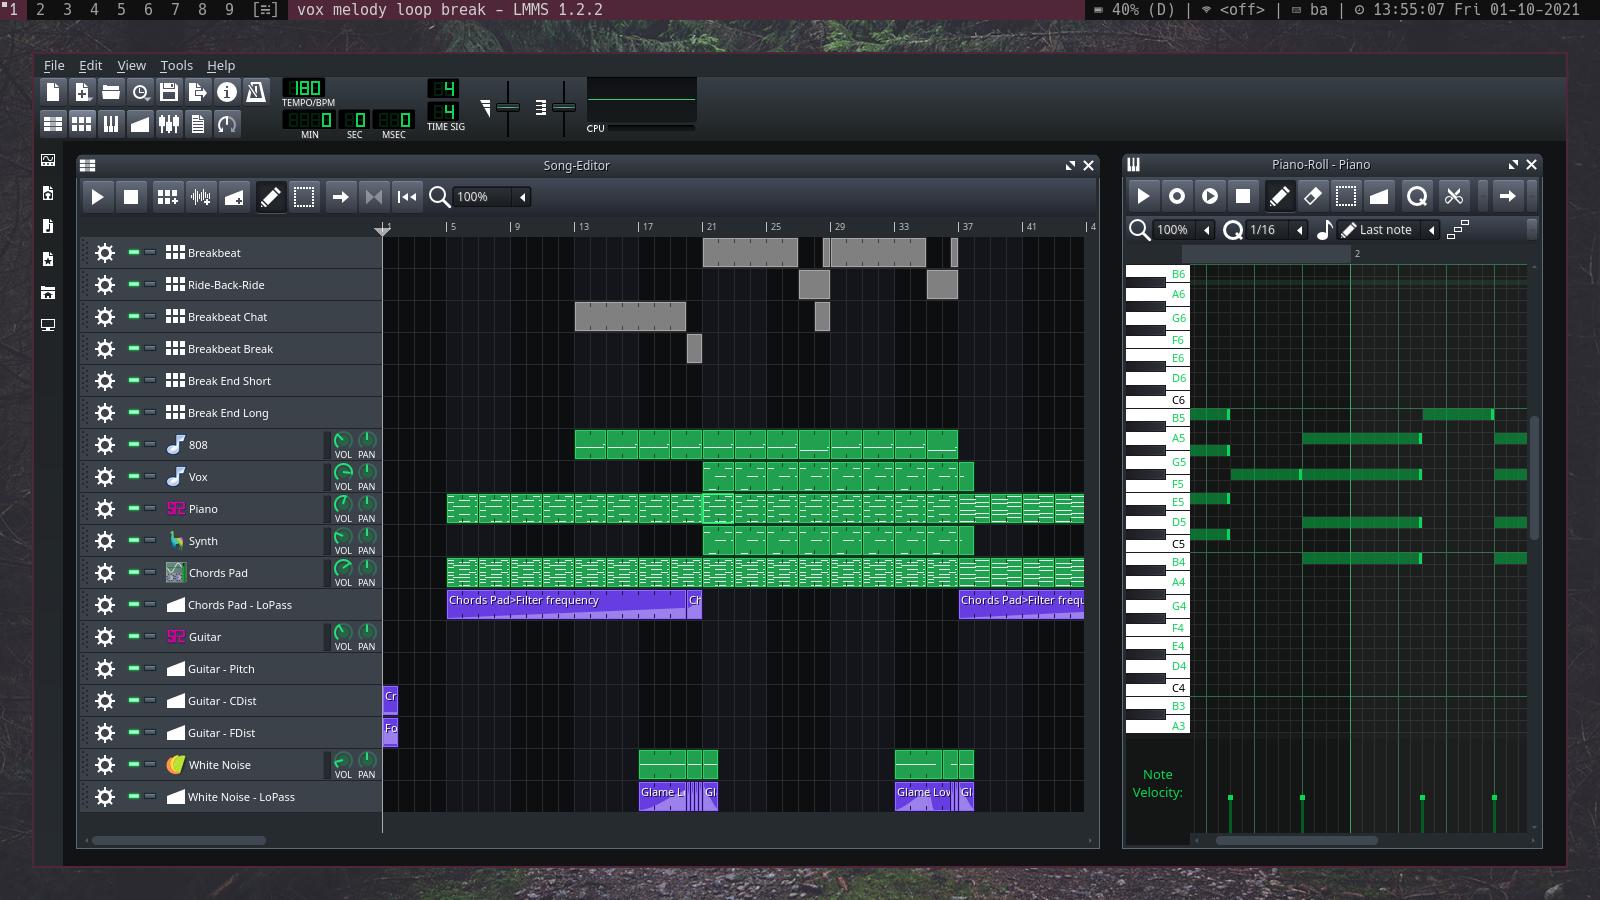 1 2 3 4 5 6 7 8 9 vox melody loop break – LMMS 1.2.2 40% (D) | <off> | ba | 13:55:07 Fri 01-10-2021
File Edit View Tools Help
180
TEMPO/BPM
0 0 0
MIN SEC MSEC
4
4
TIME SIG
CPU
Song-Editor
100%
1 5 9 13 17 21 25 29 33 37 41 4
Breakbeat
Ride-Back-Ride
Breakbeat Chat
Breakbeat Break
Break End Short
Break End Long
808 VOL PAN
Vox VOL PAN
Piano VOL PAN
Synth VOL PAN
Chords Pad VOL PAN
Chords Pad - LoPass Chords Pad>Filter frequency Ch Chords Pad>Filter frequ
Guitar VOL PAN
Guitar - Pitch
Guitar - CDist Cr
Guitar - FDist Fo
White Noise VOL PAN
White Noise - LoPass Glame L Gl Glame Lov Gl
Piano-Roll - Piano
100% Q 1/16 Last note
2
B6
A6
G6
F6
E6
D6
C6
B5
A5
G5
F5
E5
D5
C5
B4
A4
G4
F4
E4
D4
C4
B3
A3
Note
Velocity: